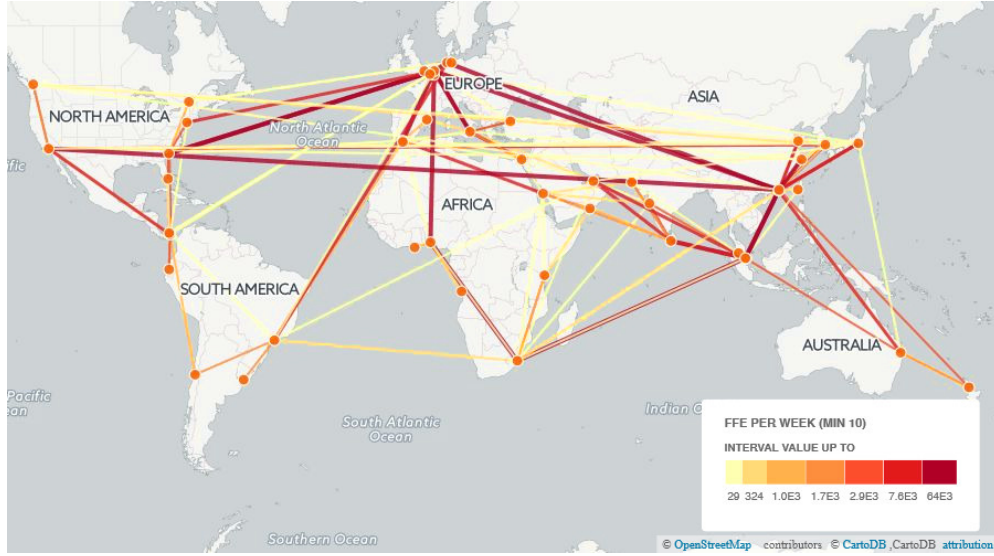 ASIA
EUROPE
NORTH AMERICA
North Atlantic
Ocean
fic
AFRICA
SOUTH AMERICA
AUSTRALIA
Pacific
ean
South Atlantic
Ocean
Indian O
FFE PER WEEK (MIN 10)
INTERVAL VALUE UP TO
29 324 1.0E3 1.7E3 2.9E3 7.6E3 64E3
Southern Ocean
© OpenStreetMap contributors © CartoDB ,CartoDB attribution